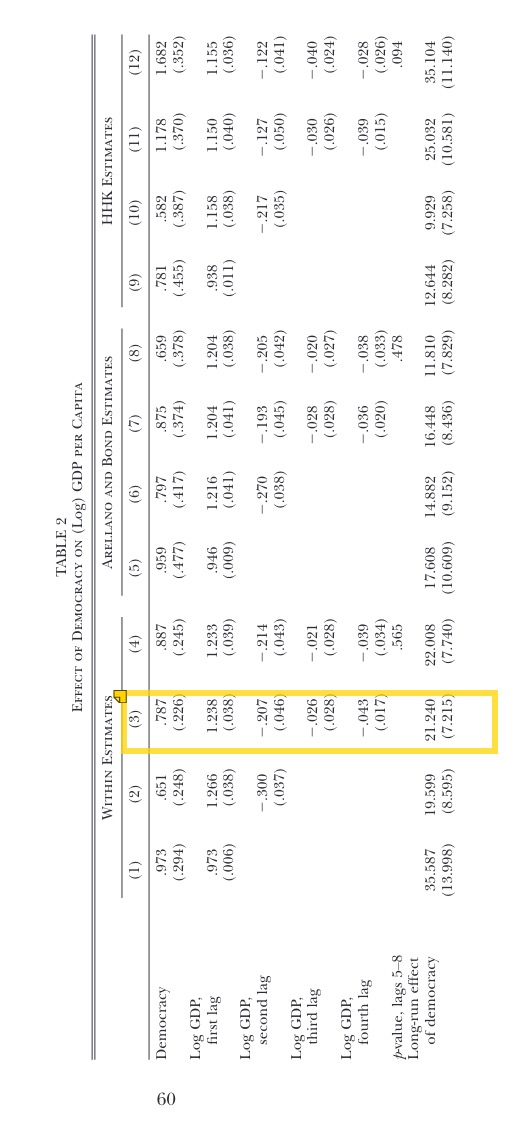 TABLE 2
Effect of Democracy on (Log) GDP per Capita
Within Estimates Arellano and Bond Estimates HHK Estimates
(1) (2) (3) (4) (5) (6) (7) (8) (9) (10) (11) (12)
60
Democracy .973 .651 .787 .887 .959 .797 .875 .659 .781 .582 1.178 1.682
(.294) (.248) (.226) (.245) (.477) (.417) (.374) (.378) (.455) (.387) (.370) (.352)
Log GDP,
first lag .973 1.266 1.238 1.233 .946 1.216 1.204 1.204 .938 1.158 1.150 1.155
(.006) (.038) (.038) (.039) (.009) (.041) (.041) (.038) (.011) (.038) (.040) (.036)
Log GDP,
second lag −.300 −.207 −.214 −.270 −.193 −.205 −.217 −.127 −.122
(.037) (.046) (.043) (.038) (.045) (.042) (.035) (.050) (.041)
Log GDP,
third lag −.026 −.021 −.028 −.020 −.030 −.040
(.028) (.028) (.028) (.027) (.026) (.024)
Log GDP,
fourth lag −.043 −.039 −.036 −.038 −.039 −.028
(.017) (.034) (.020) (.033) (.015) (.026)
p-value, lags 5–8 .565 .478 .094
Long-run effect
of democracy 35.587 19.599 21.240 22.008 17.608 14.882 16.448 11.810 12.644 9.929 25.032 35.104
(13.998) (8.595) (7.215) (7.740) (10.609) (9.152) (8.436) (7.829) (8.282) (7.258) (10.581) (11.140)